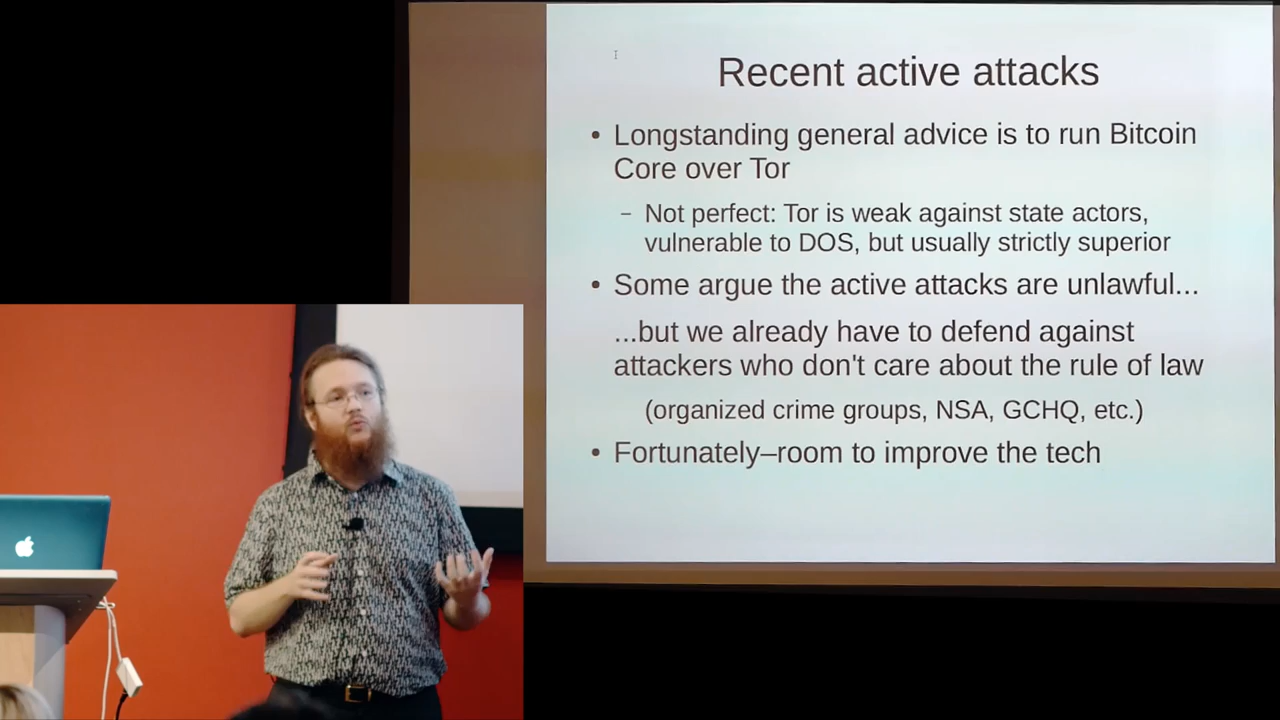 Recent active attacks
• Longstanding general advice is to run Bitcoin
Core over Tor
– Not perfect: Tor is weak against state actors,
vulnerable to DOS, but usually strictly superior
• Some argue the active attacks are unlawful...
...but we already have to defend against
attackers who don't care about the rule of law
(organized crime groups, NSA, GCHQ, etc.)
• Fortunately–room to improve the tech